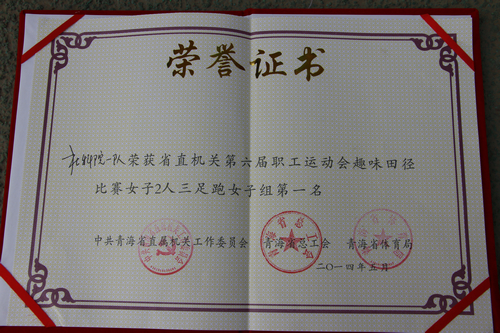 荣誉证书
社科院一队荣获省直机关第六届职工运动会趣味田径
比赛女子2人三足跑女子组第一名
中共青海省直属机关工作委员会 青海省总工会 青海省体育局
二〇一四年五月